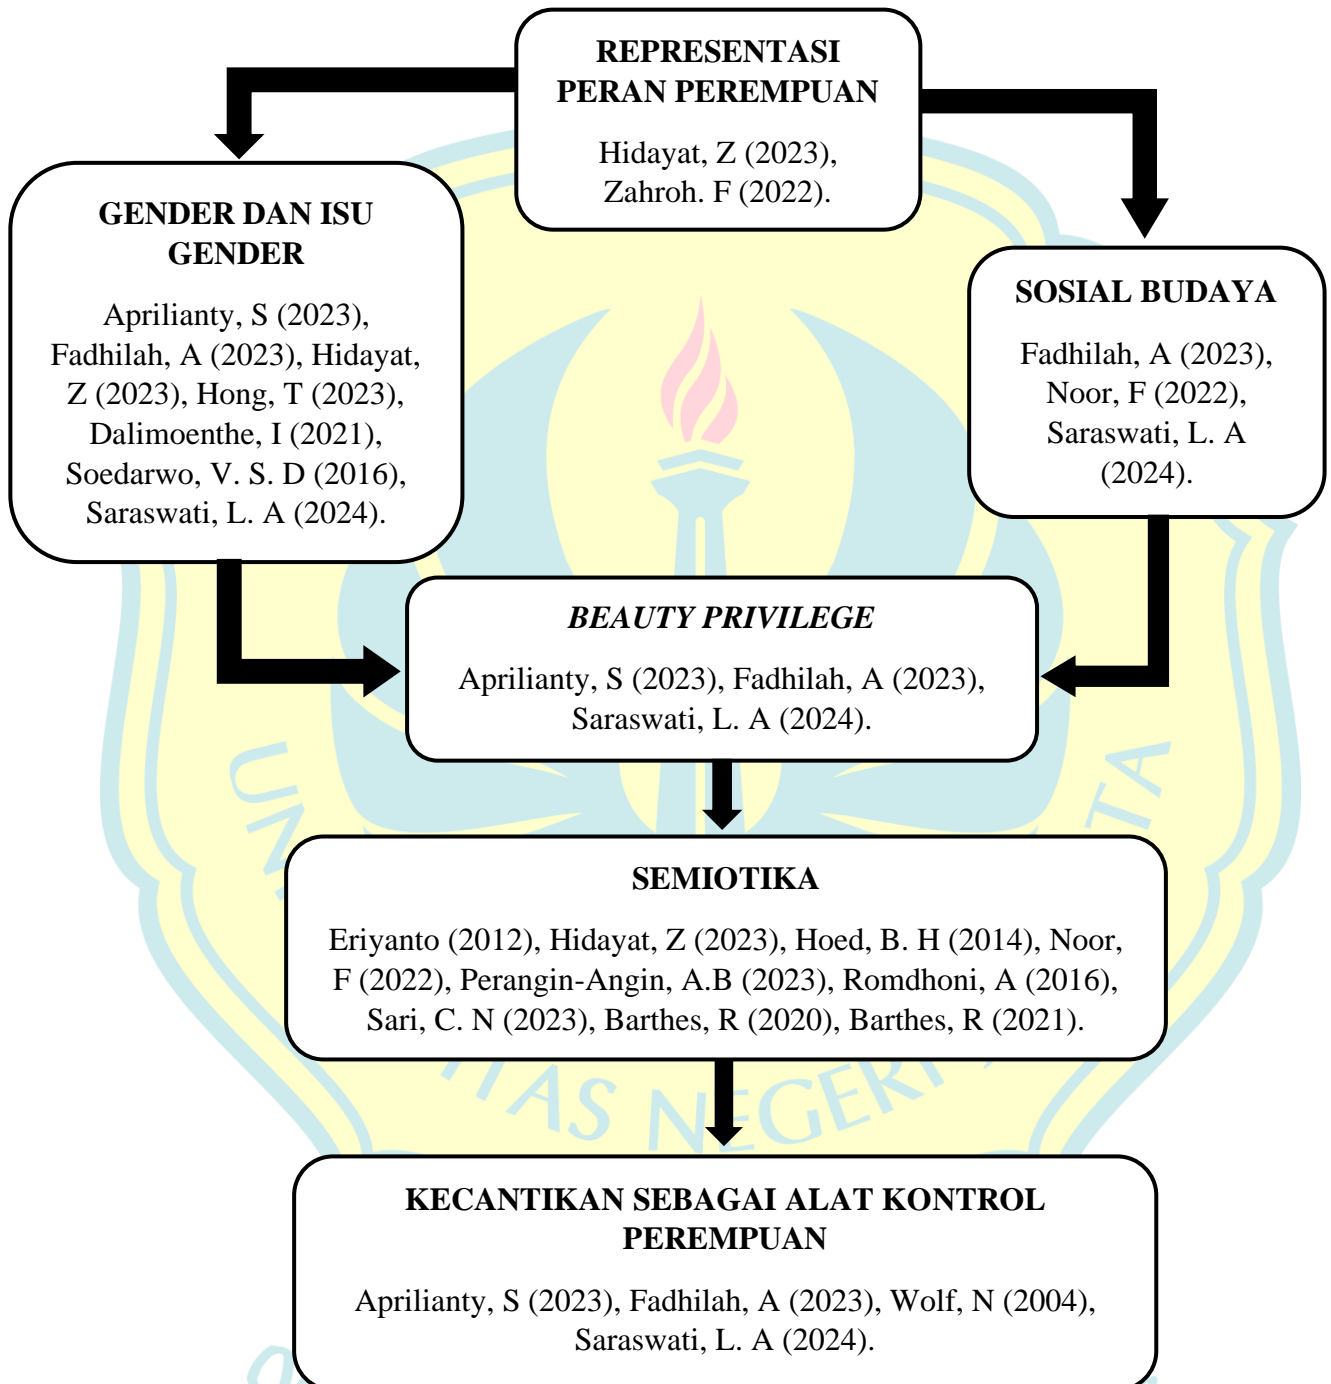 REPRESENTASI
PERAN PEREMPUAN
Hidayat, Z (2023),
Zahroh. F (2022).
GENDER DAN ISU
GENDER
Aprilianty, S (2023),
Fadhilah, A (2023), Hidayat,
Z (2023), Hong, T (2023),
Dalimoenthe, I (2021),
Soedarwo, V. S. D (2016),
Saraswati, L. A (2024).
SOSIAL BUDAYA
Fadhilah, A (2023),
Noor, F (2022),
Saraswati, L. A
(2024).
BEAUTY PRIVILEGE
Aprilianty, S (2023), Fadhilah, A (2023),
Saraswati, L. A (2024).
SEMIOTIKA
Eriyanto (2012), Hidayat, Z (2023), Hoed, B. H (2014), Noor,
F (2022), Perangin-Angin, A.B (2023), Romdhoni, A (2016),
Sari, C. N (2023), Barthes, R (2020), Barthes, R (2021).
KECANTIKAN SEBAGAI ALAT KONTROL
PEREMPUAN
Aprilianty, S (2023), Fadhilah, A (2023), Wolf, N (2004),
Saraswati, L. A (2024).
NEGERI